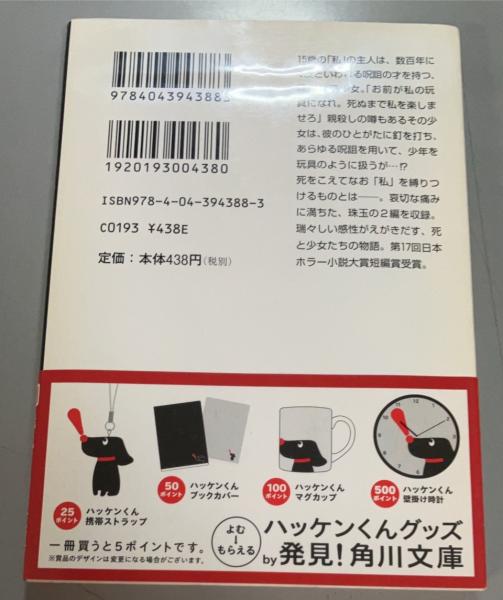 9784043943883
1920193004380
ISBN978-4-04-394388-3
C0193 ¥438E
定価：本体438円(税別)
15歳の「私」の主人は、数百年に
といわれる呪詛の才を持つ、
女。「お前が私の玩
具になれ。死ぬまで私を楽しま
せろ」親殺しの噂もあるその少
女は、彼のひとがたに釘を打ち、
あらゆる呪詛を用いて、少年を
玩具のように扱うが…!?
死をこえてなお「私」を縛りつ
けるものとは――。哀切な痛み
に満ちた、珠玉の2編を収録。
瑞々しい感性がえがきだす、死
と少女たちの物語。第17回日本
ホラー小説大賞短編賞受賞。
25ポイント ハッケンくん携帯ストラップ
50ポイント ハッケンくんブックカバー
100ポイント ハッケンくんマグカップ
500ポイント ハッケンくん壁掛け時計
一冊買うと5ポイントです。
※賞品のデザインは変更になる場合がございます。
よむ→もらえる
ハッケンくんグッズ
by発見!角川文庫